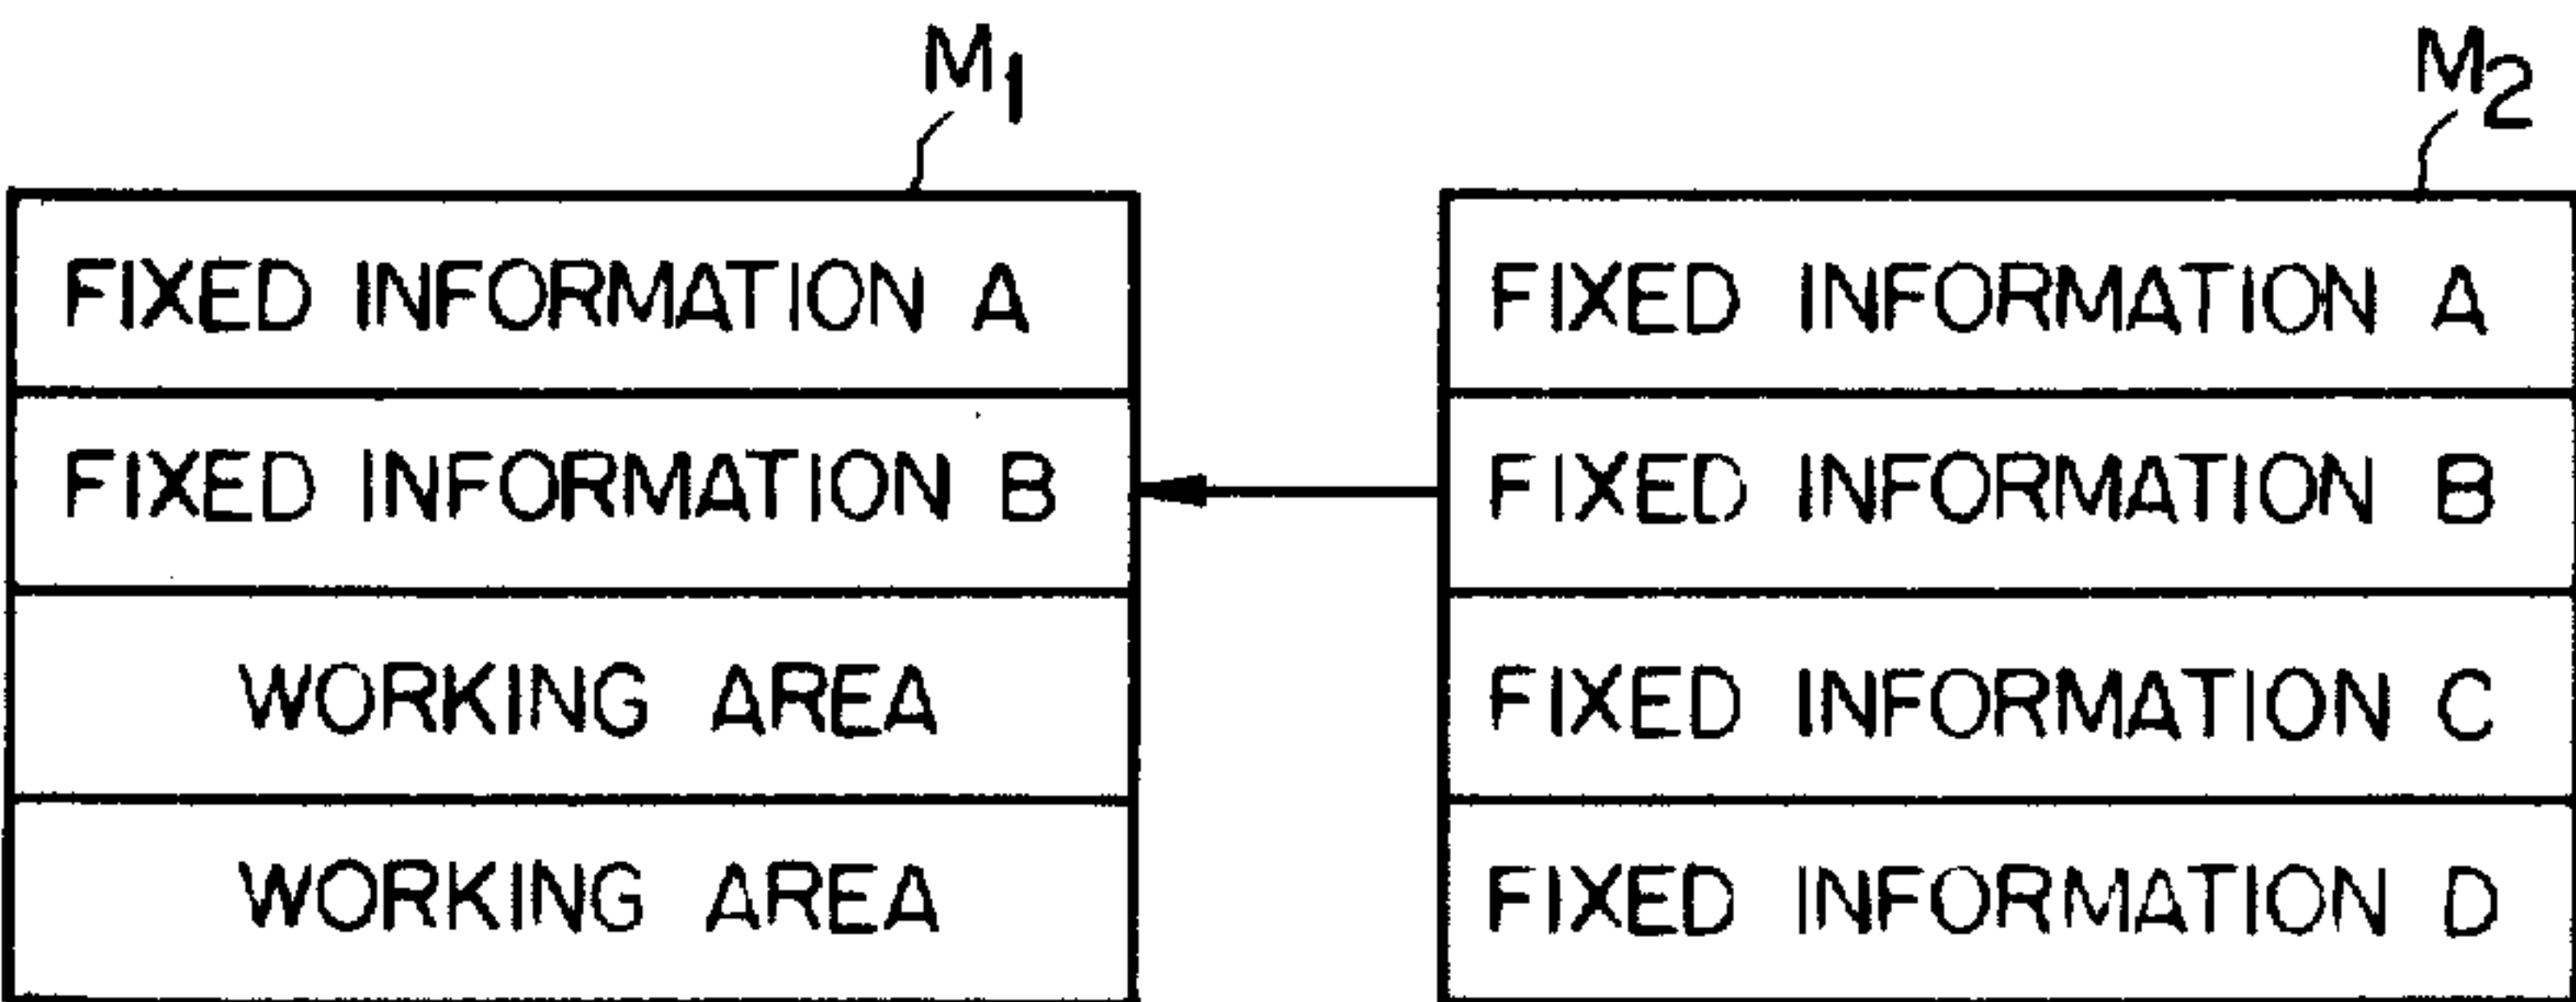 M1
FIXED INFORMATION A
FIXED INFORMATION B
WORKING AREA
WORKING AREA
M2
FIXED INFORMATION A
FIXED INFORMATION B
FIXED INFORMATION C
FIXED INFORMATION D